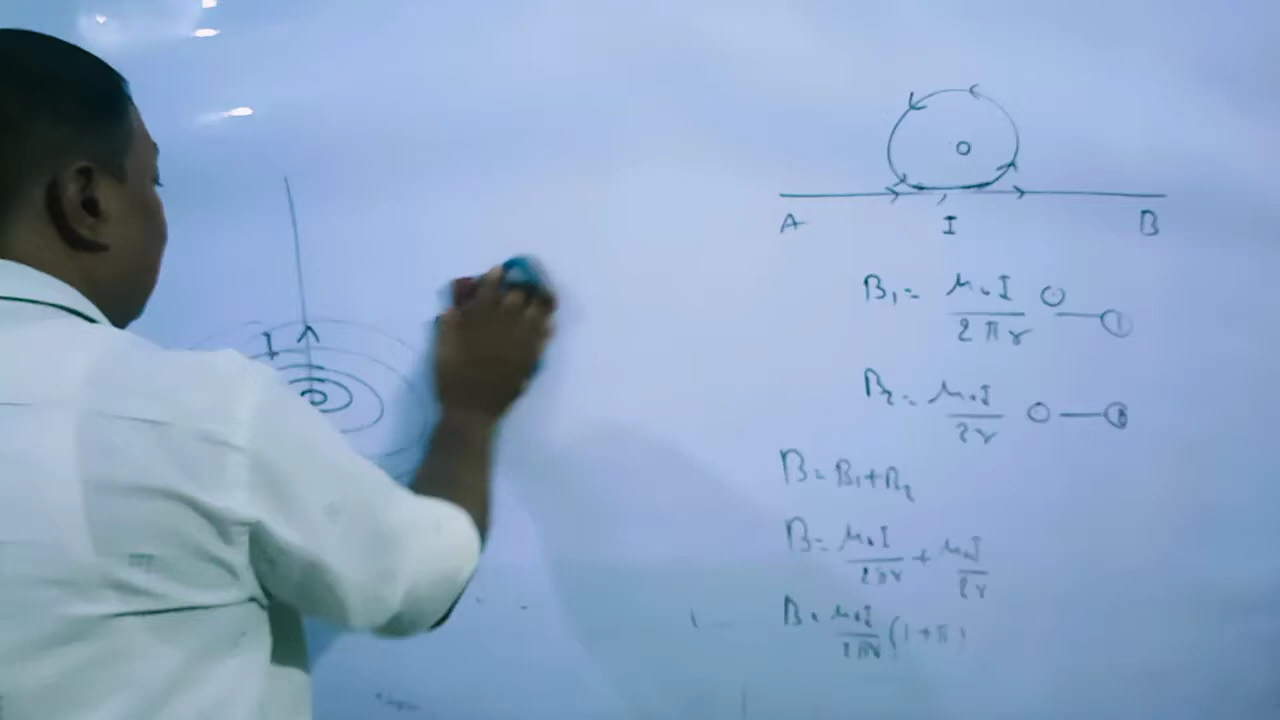 I
O
A I B
B₁ = μ₀I / 2πr ⊙ —①
B₂ = μ₀I / 2r ⊙ —②
B = B₁ + B₂
B = μ₀I / 2πr + μ₀I / 2r
B = μ₀I / 2πr (1 + π)